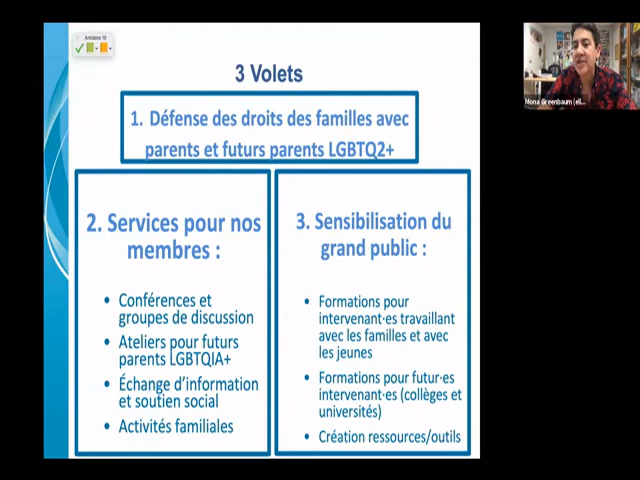 Antidote 10
3 Volets
1. Défense des droits des familles avec
parents et futurs parents LGBTQ2+
2. Services pour nos
membres :
• Conférences et
groupes de discussion
• Ateliers pour futurs
parents LGBTQIA+
• Échange d’information
et soutien social
• Activités familiales
3. Sensibilisation du
grand public :
• Formations pour
intervenant·es travaillant
avec les familles et avec
les jeunes
• Formations pour futur·es
intervenant·es (collèges et
universités)
• Création ressources/outils
Mona Greenbaum (ell...